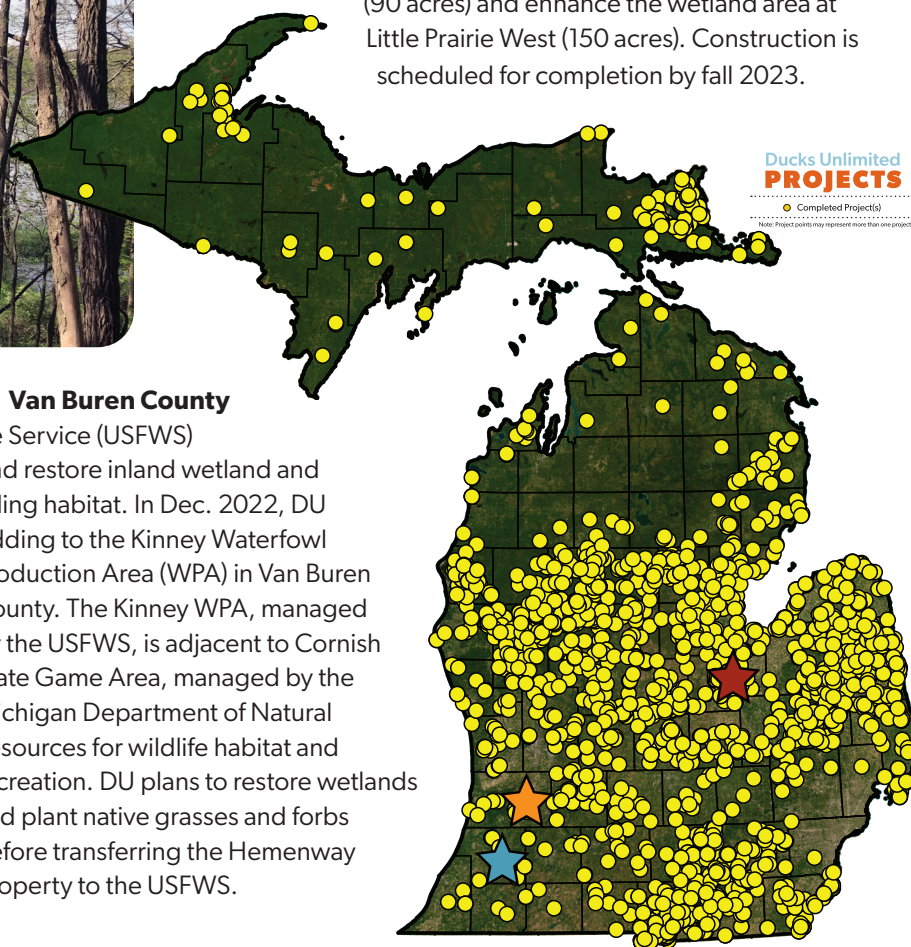 (90 acres) and enhance the wetland area at
Little Prairie West (150 acres). Construction is
scheduled for completion by fall 2023.
Ducks Unlimited
PROJECTS
Completed Project(s)
Note: Project points may represent more than one project
Van Buren County
e Service (USFWS)
nd restore inland wetland and
ling habitat. In Dec. 2022, DU
dding to the Kinney Waterfowl
oduction Area (WPA) in Van Buren
ounty. The Kinney WPA, managed
y the USFWS, is adjacent to Cornish
ate Game Area, managed by the
ichigan Department of Natural
esources for wildlife habitat and
creation. DU plans to restore wetlands
d plant native grasses and forbs
efore transferring the Hemenway
operty to the USFWS.